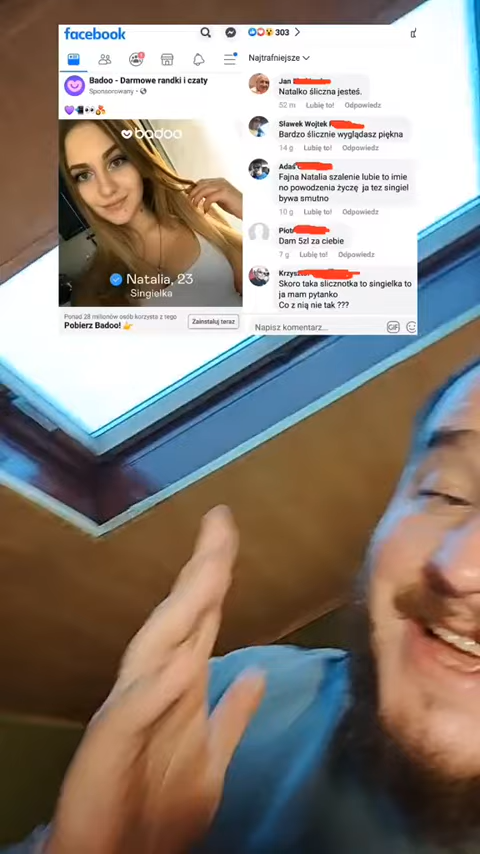 facebook
303
Najtrafniejsze
Badoo - Darmowe randki i czaty
Sponsorowany ·
badoo
Natalia, 23
Singielka
Ponad 28 milionów osób korzysta z tego
Pobierz Badoo!
Zainstaluj teraz
Jan
Natalko śliczna jesteś.
52 m Lubię to! Odpowiedz
Sławek Wojtek
Bardzo ślicznie wyglądasz piękna
14 g Lubię to! Odpowiedz
Adaś
Fajna Natalia szalenie lubie to imie
no powodzenia życzę ja tez singiel
bywa smutno
10 g Lubię to! Odpowiedz
Piotr
Dam 5zl za ciebie
7 g Lubię to! Odpowiedz
Krzysztof
Skoro taka slicznotka to singielka to
ja mam pytanko
Co z nią nie tak ???
Napisz komentarz...
GIF